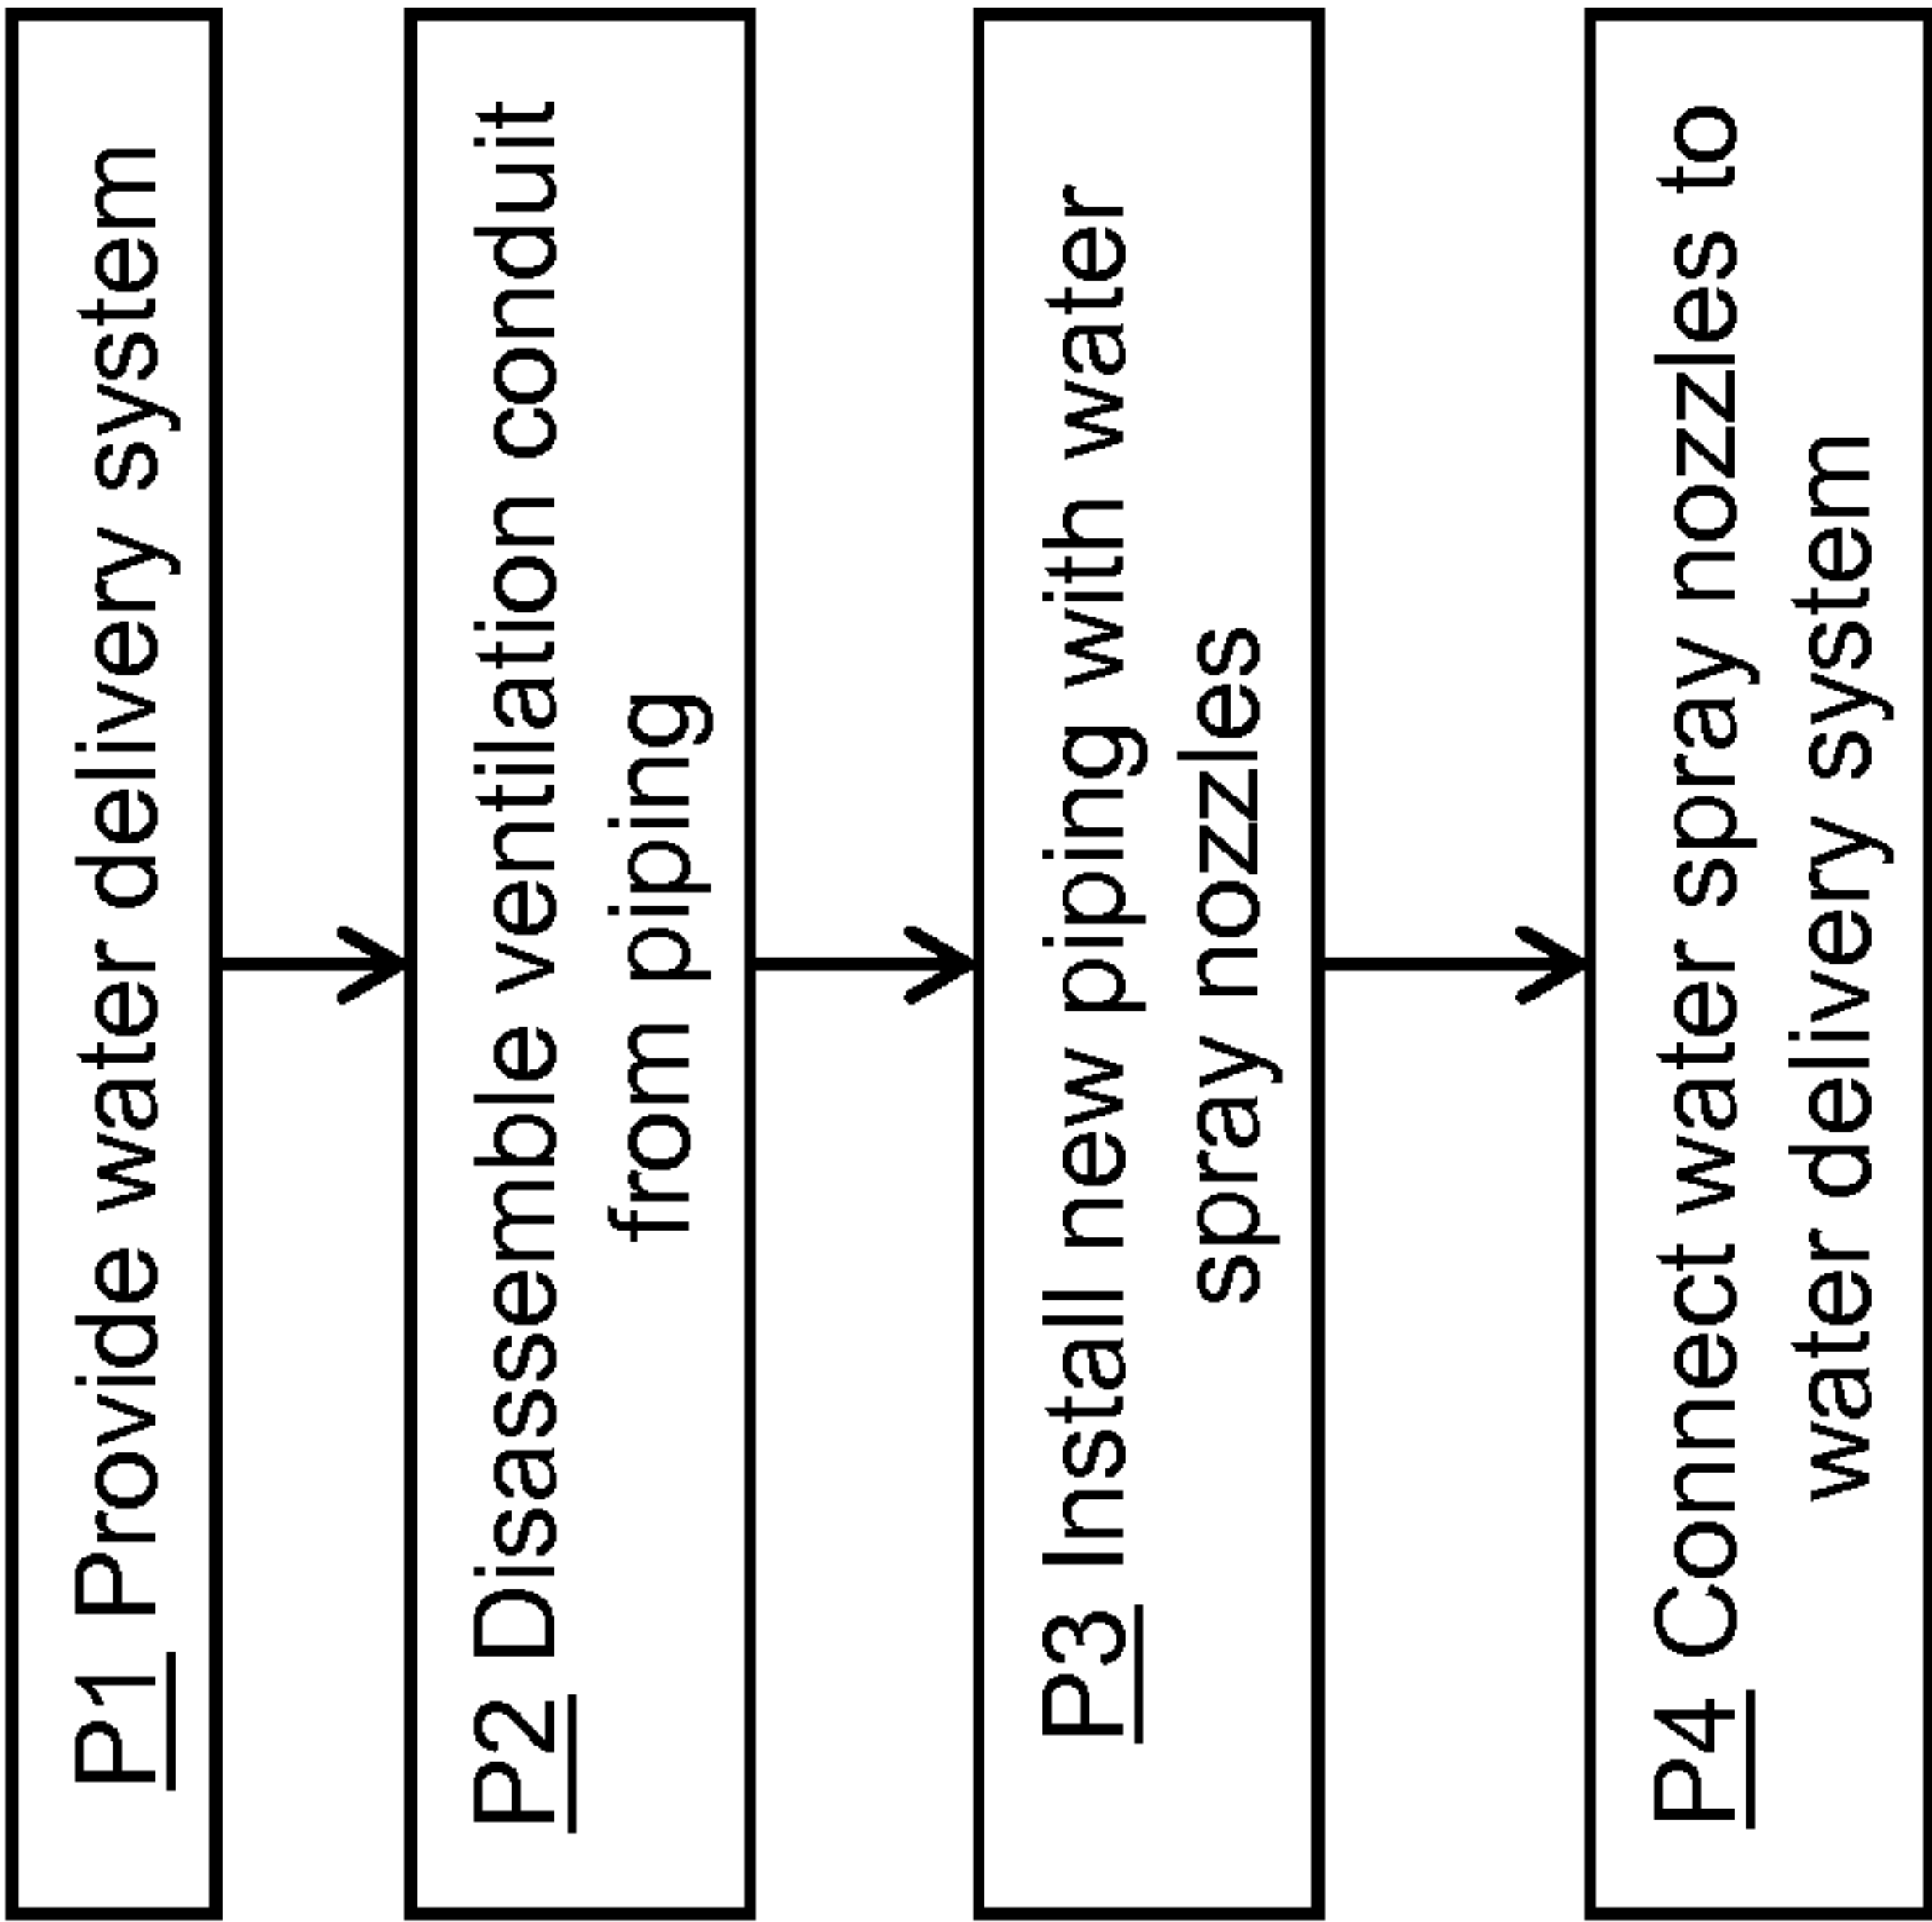 P1 Provide water delivery system
P2 Disassemble ventilation conduit
from piping
P3 Install new piping with water
spray nozzles
P4 Connect water spray nozzles to
water delivery system